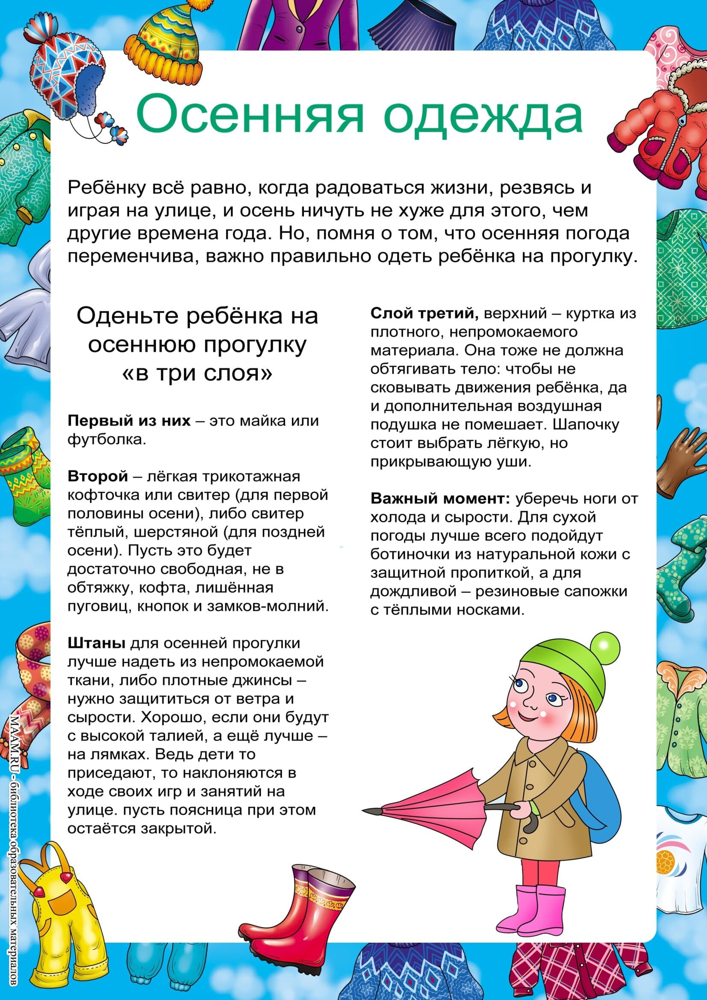 Осенняя одежда
Ребёнку всё равно, когда радоваться жизни, резвясь и
играя на улице, и осень ничуть не хуже для этого, чем
другие времена года. Но, помня о том, что осенняя погода
переменчива, важно правильно одеть ребёнка на прогулку.
Оденьте ребёнка на
осеннюю прогулку
«в три слоя»
Первый из них – это майка или
футболка.
Второй – лёгкая трикотажная
кофточка или свитер (для первой
половины осени), либо свитер
тёплый, шерстяной (для поздней
осени). Пусть это будет
достаточно свободная, не в
обтяжку, кофта, лишённая
пуговиц, кнопок и замков-молний.
Штаны для осенней прогулки
лучше надеть из непромокаемой
ткани, либо плотные джинсы –
нужно защититься от ветра и
сырости. Хорошо, если они будут
с высокой талией, а ещё лучше –
на лямках. Ведь дети то
приседают, то наклоняются в
ходе своих игр и занятий на
улице. пусть поясница при этом
остаётся закрытой.
Слой третий, верхний – куртка из
плотного, непромокаемого
материала. Она тоже не должна
обтягивать тело: чтобы не
сковывать движения ребёнка, да
и дополнительная воздушная
подушка не помешает. Шапочку
стоит выбрать лёгкую, но
прикрывающую уши.
Важный момент: уберечь ноги от
холода и сырости. Для сухой
погоды лучше всего подойдут
ботиночки из натуральной кожи с
защитной пропиткой, а для
дождливой – резиновые сапожки
с тёплыми носками.
MAAM.RU - библиотека образовательных материалов